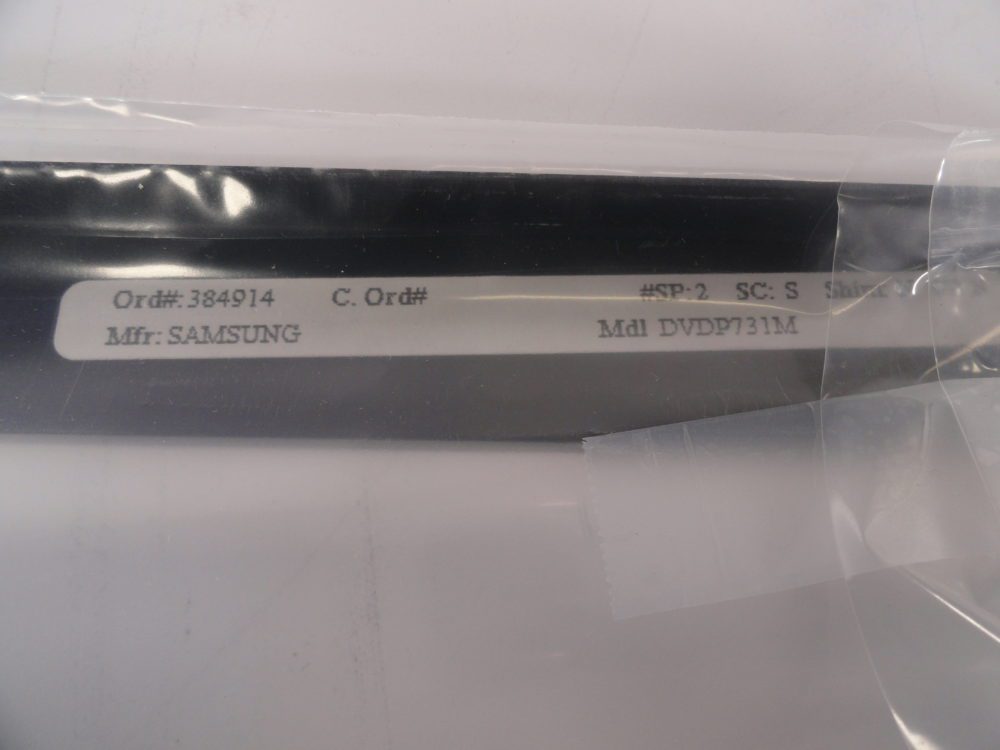 Ord#: 384914 C. Ord# #SP: 2 SC: S
Mfr: SAMSUNG Mdl DVDP731M